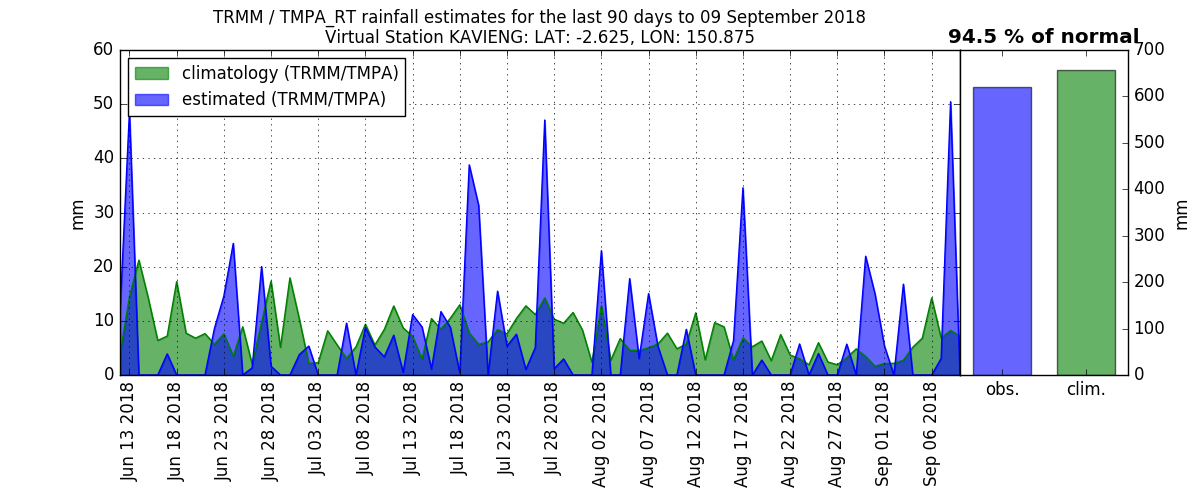 TRMM / TMPA_RT rainfall estimates for the last 90 days to 09 September 2018
Virtual Station KAVIENG: LAT: -2.625, LON: 150.875
94.5 % of normal
climatology (TRMM/TMPA)
estimated (TRMM/TMPA)
60
50
40
30
20
10
0
mm
Jun 13 2018
Jun 18 2018
Jun 23 2018
Jun 28 2018
Jul 03 2018
Jul 08 2018
Jul 13 2018
Jul 18 2018
Jul 23 2018
Jul 28 2018
Aug 02 2018
Aug 07 2018
Aug 12 2018
Aug 17 2018
Aug 22 2018
Aug 27 2018
Sep 01 2018
Sep 06 2018
obs.
clim.
700
600
500
400
300
200
100
0
mm